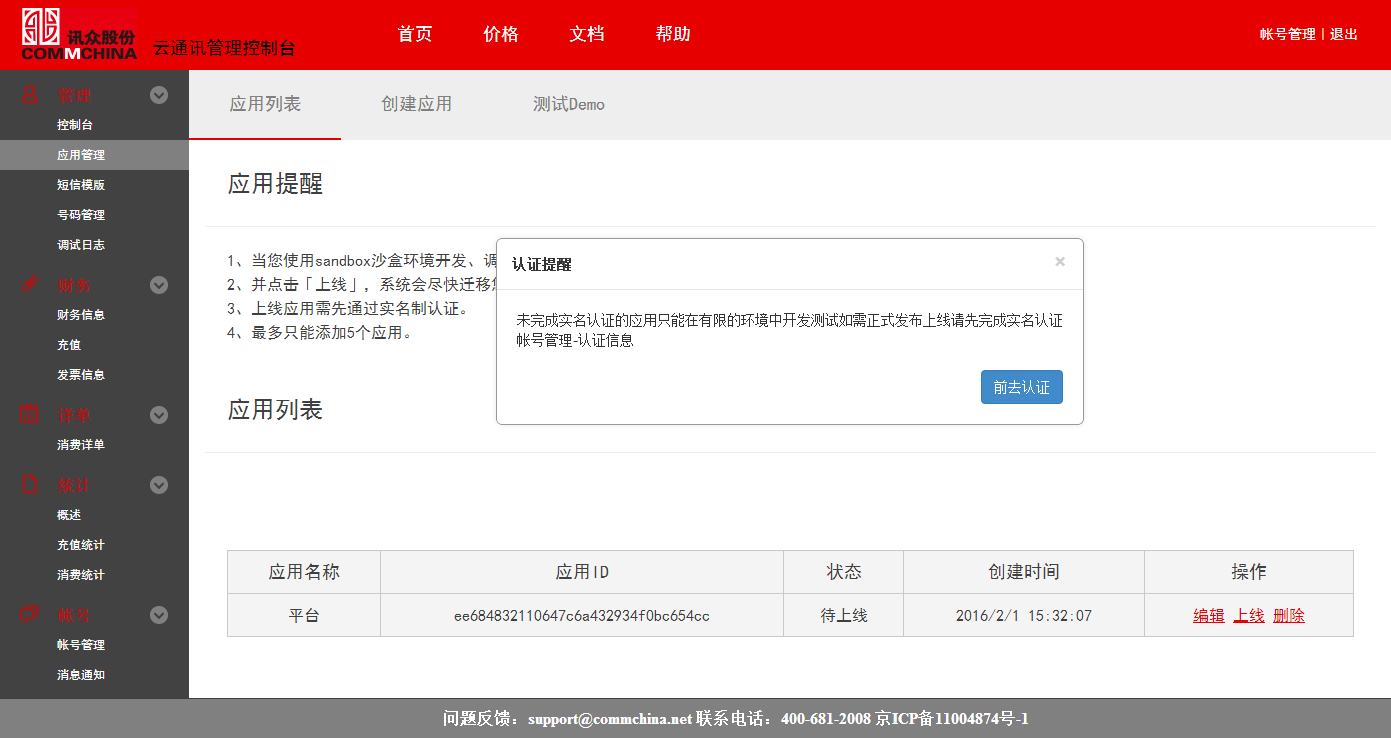 讯众股份
COMMCHINA
云通讯管理控制台
首页
价格
文档
帮助
帐号管理 | 退出
管理
控制台
应用管理
短信模版
号码管理
调试日志
财务
财务信息
充值
发票信息
详单
消费详单
统计
概述
充值统计
消费统计
帐号
帐号管理
消息通知
应用列表
创建应用
测试Demo
应用提醒
1、当您使用sandbox沙盒环境开发、调
2、并点击「上线」，系统会尽快迁移
3、上线应用需先通过实名制认证。
4、最多只能添加5个应用。
认证提醒
×
未完成实名认证的应用只能在有限的环境中开发测试如需正式发布上线请先完成实名认证
帐号管理-认证信息
前去认证
应用列表
应用名称 应用ID 状态 创建时间 操作
平台 ee684832110647c6a432934f0bc654cc 待上线 2016/2/1 15:32:07 编辑 上线 删除
问题反馈：support@commchina.net 联系电话：400-681-2008 京ICP备11004874号-1